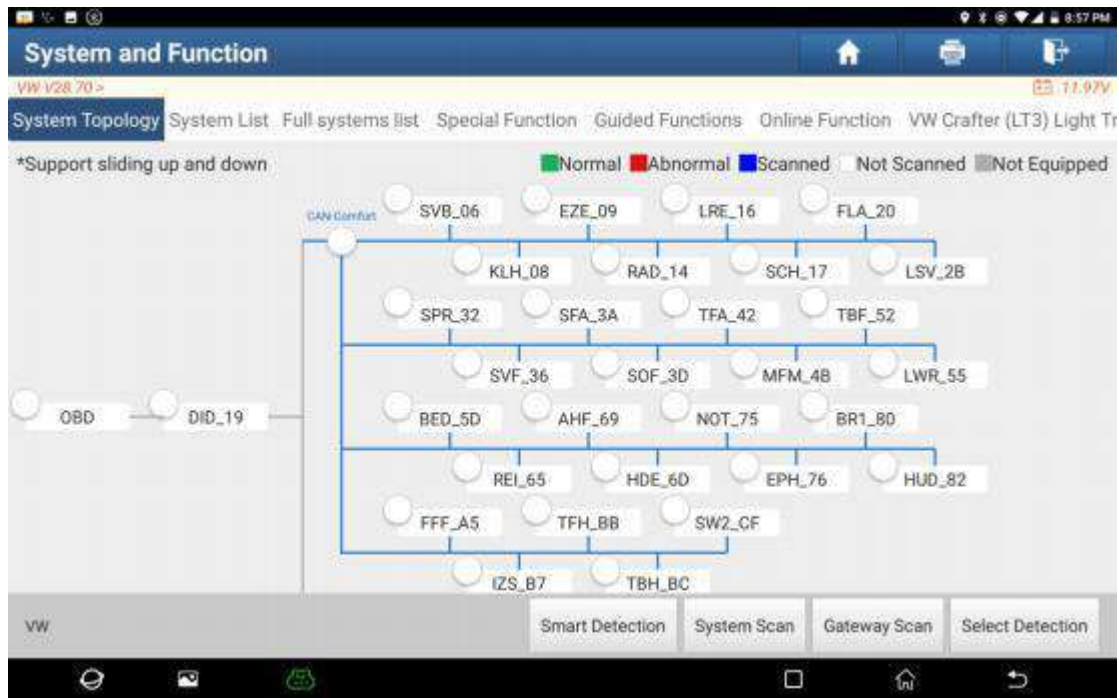 8:57 PM
System and Function
VW V28.70 >
11.97V
System Topology System List Full systems list Special Function Guided Functions Online Function VW Crafter (LT3) Light Tr
*Support sliding up and down
Normal Abnormal Scanned Not Scanned Not Equipped
CAN Comfort
SVB_06 EZE_09 LRE_16 FLA_20
KLH_08 RAD_14 SCH_17 LSV_2B
SPR_32 SFA_3A TFA_42 TBF_52
SVF_36 SOF_3D MFM_4B LWR_55
OBD DID_19 BED_5D AHF_69 NOT_75 BR1_80
REI_65 HDE_6D EPH_76 HUD_82
FFF_A5 TFH_BB SW2_CF
IZS_B7 TBH_BC
VW Smart Detection System Scan Gateway Scan Select Detection